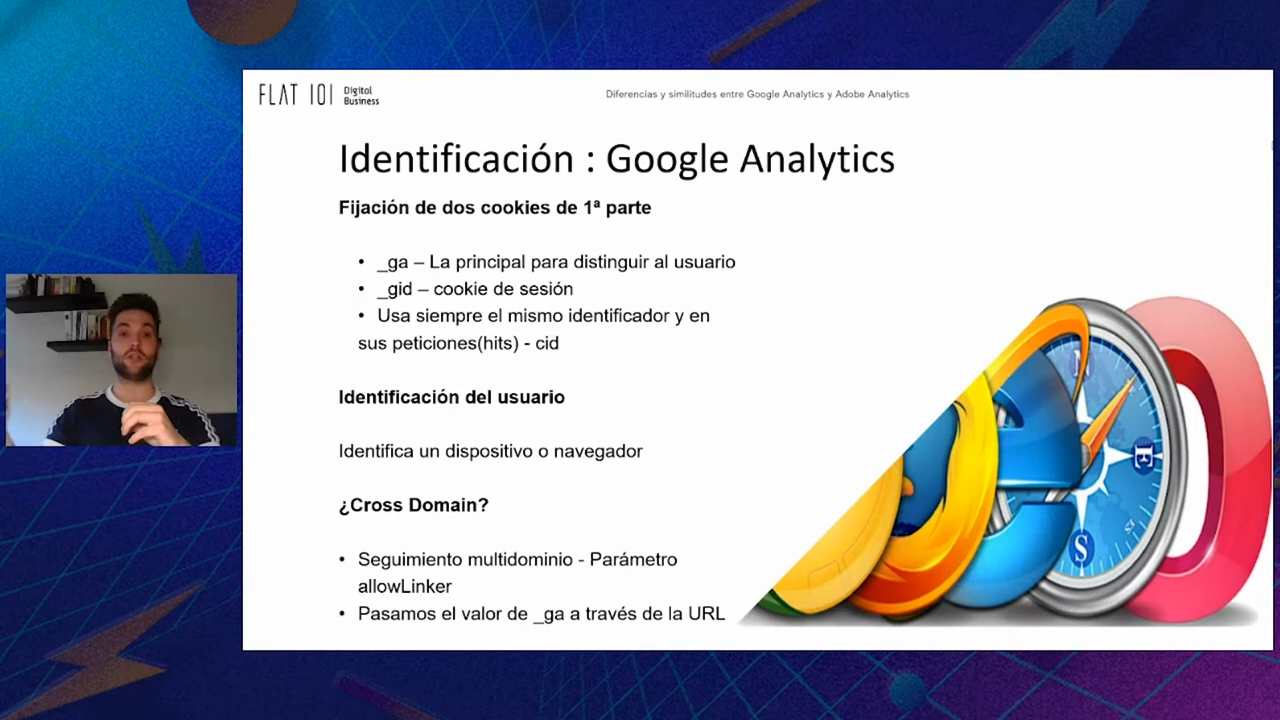 FLAT 101 Digital Business
Diferencias y similitudes entre Google Analytics y Adobe Analytics
Identificación : Google Analytics
Fijación de dos cookies de 1ª parte
• _ga – La principal para distinguir al usuario
• _gid – cookie de sesión
• Usa siempre el mismo identificador y en
sus peticiones(hits) - cid
Identificación del usuario
Identifica un dispositivo o navegador
¿Cross Domain?
• Seguimiento multidominio - Parámetro
allowLinker
• Pasamos el valor de _ga a través de la URL
N
E
S